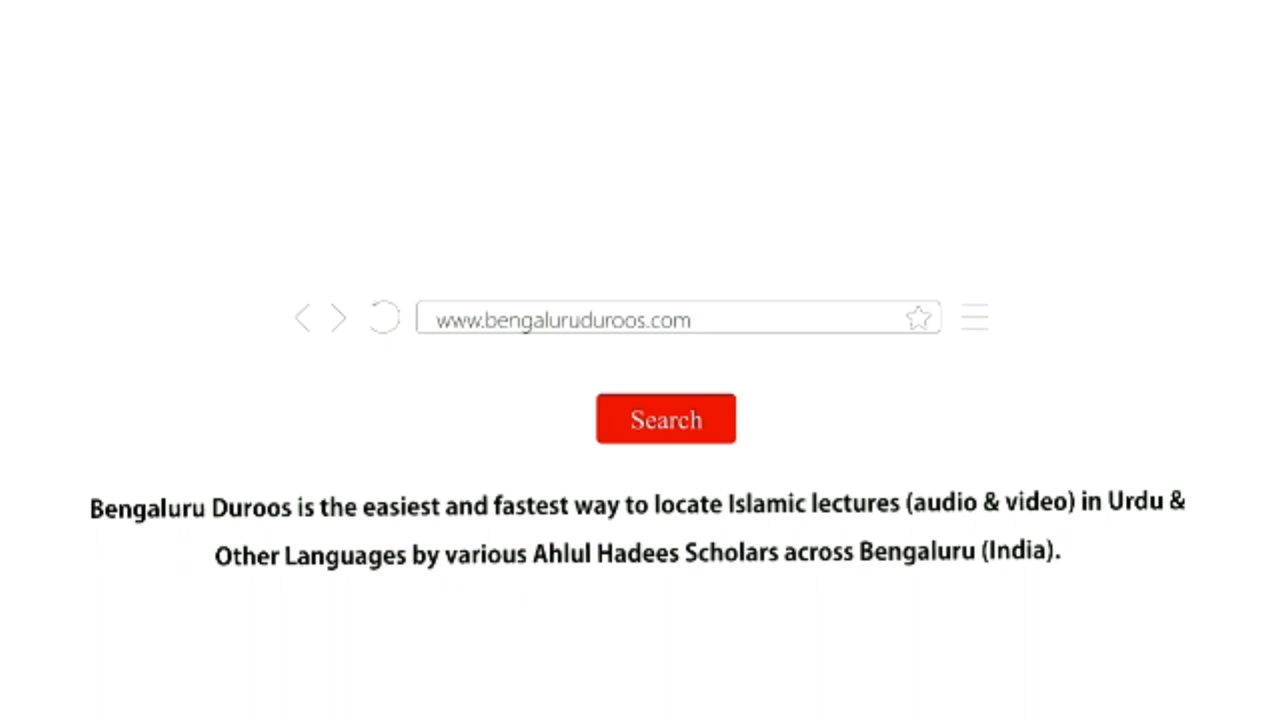 www.bengaluruduroos.com
Search
Bengaluru Duroos is the easiest and fastest way to locate Islamic lectures (audio & video) in Urdu &
Other Languages by various Ahlul Hadees Scholars across Bengaluru (India).